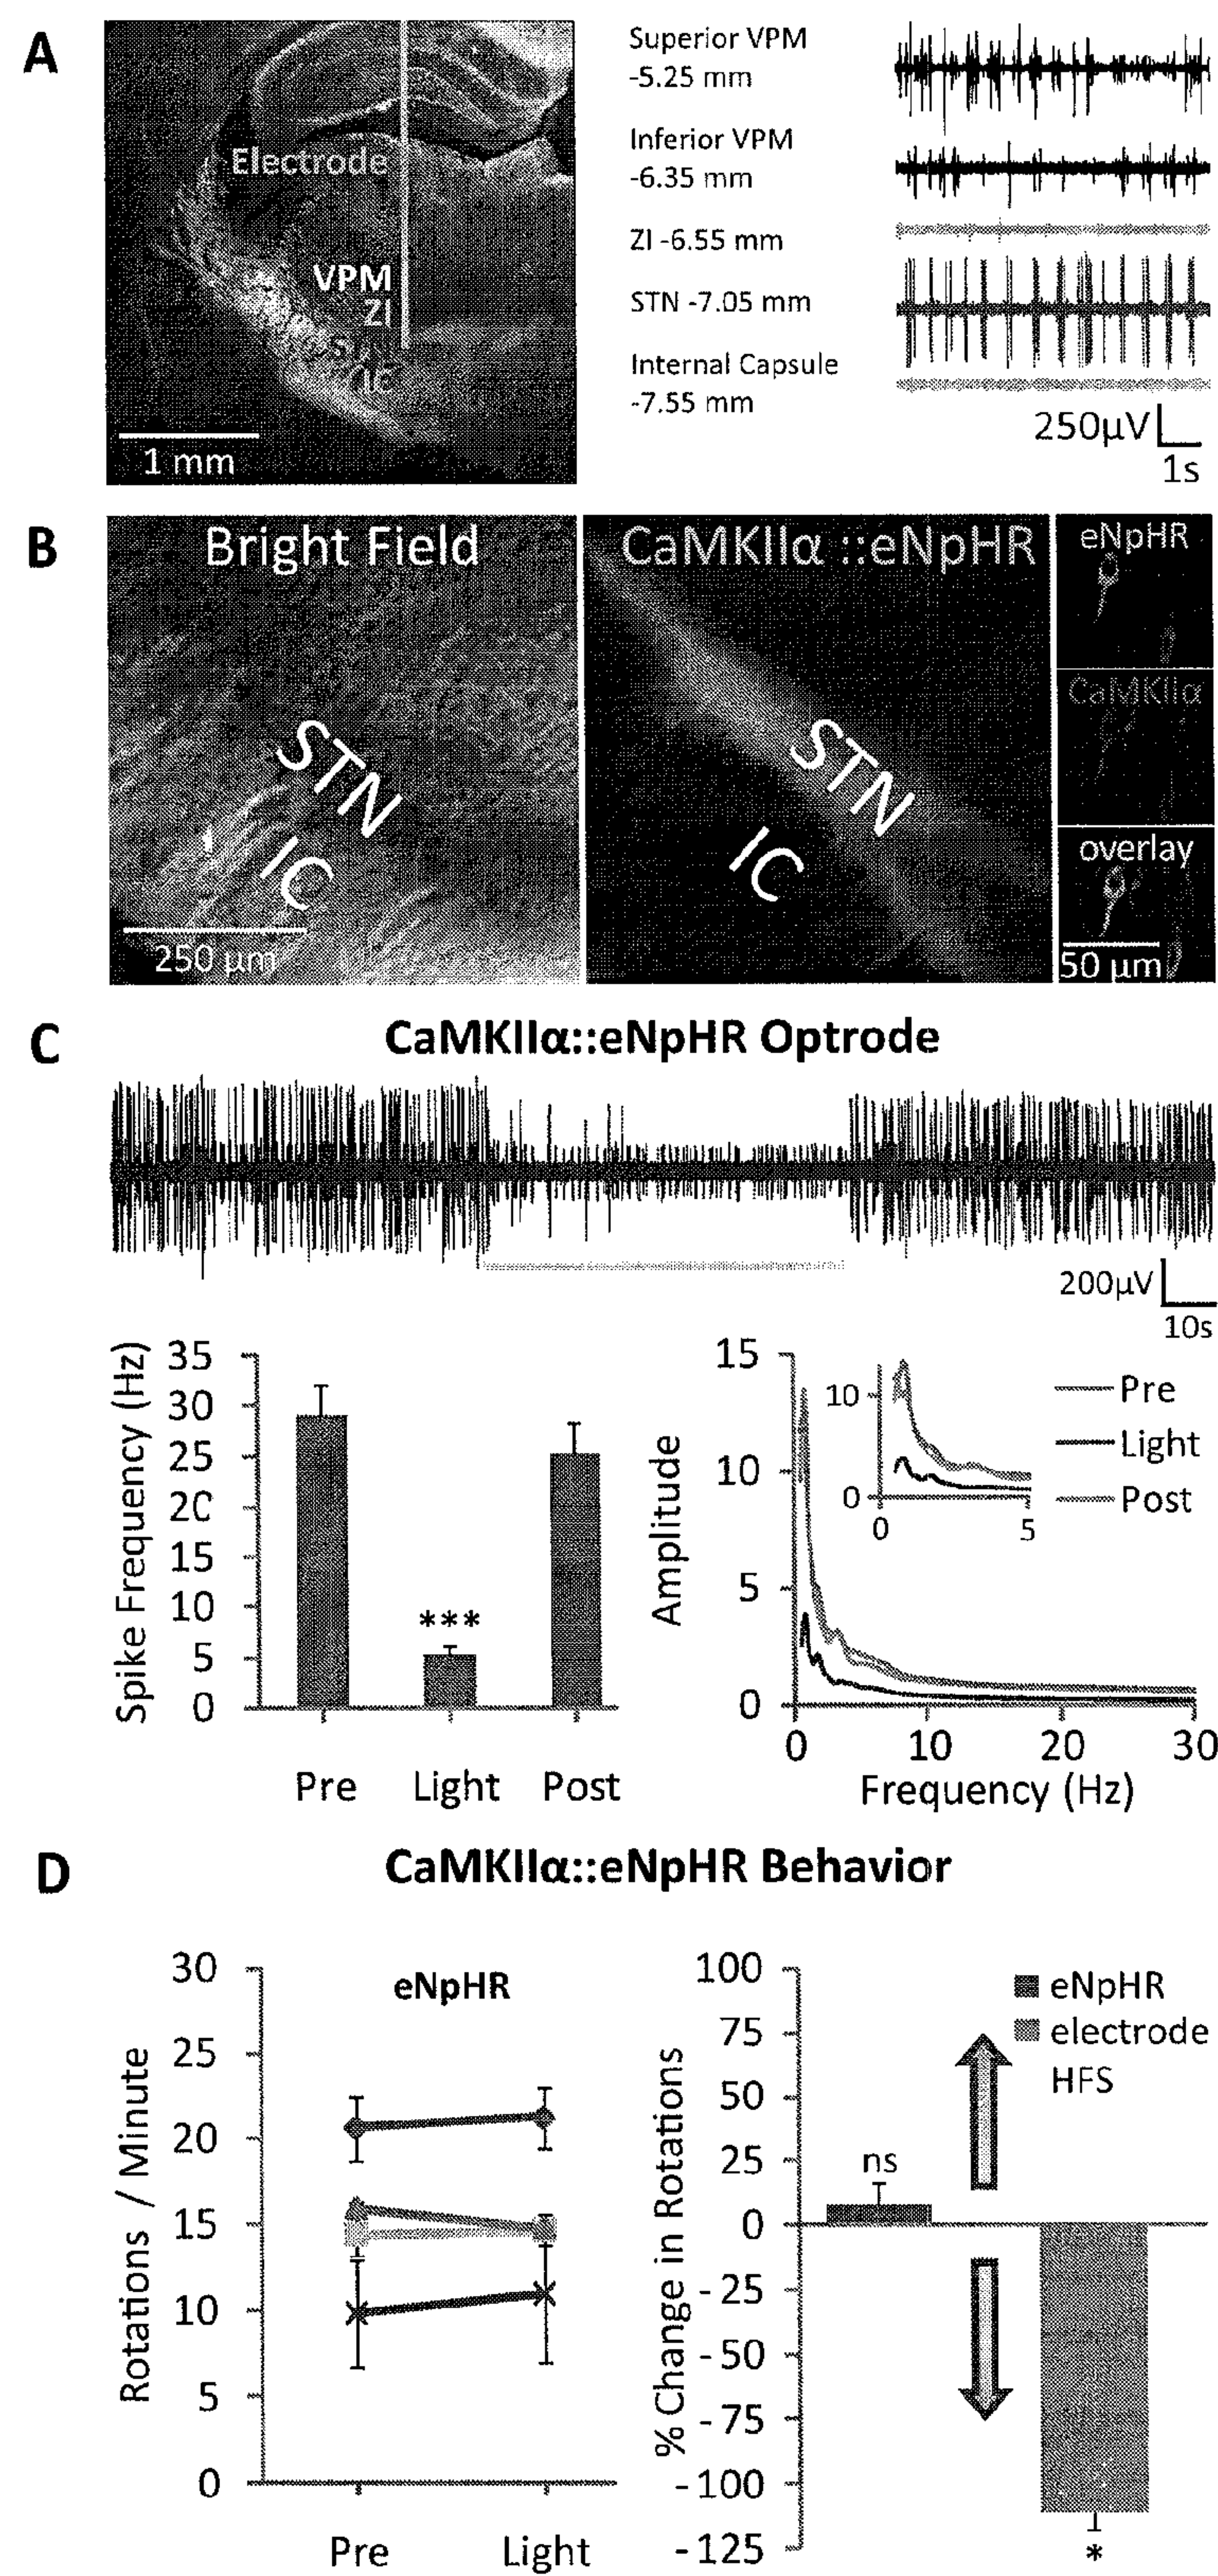 A
Electrode
VPM
ZI
IC
1 mm
Superior VPM
-5.25 mm
Inferior VPM
-6.35 mm
ZI -6.55 mm
STN -7.05 mm
Internal Capsule
-7.55 mm
250µV
1s
B
Bright Field
STN
IC
250 µm
CaMKIIα ::eNpHR
STN
IC
eNpHR
CaMKIIα
overlay
50 µm
C
CaMKIIα::eNpHR Optrode
200µV
10s
Spike Frequency (Hz)
35
30
25
20
15
10
5
0
***
Pre Light Post
Amplitude
15
10
5
0
10
0
0 5
Pre
Light
Post
0 10 20 30
Frequency (Hz)
D
CaMKIIα::eNpHR Behavior
Rotations / Minute
30
25
20
15
10
5
0
eNpHR
Pre Light
% Change in Rotations
100
75
50
25
0
-25
-50
-75
-100
-125
ns
*
eNpHR
electrode
HFS